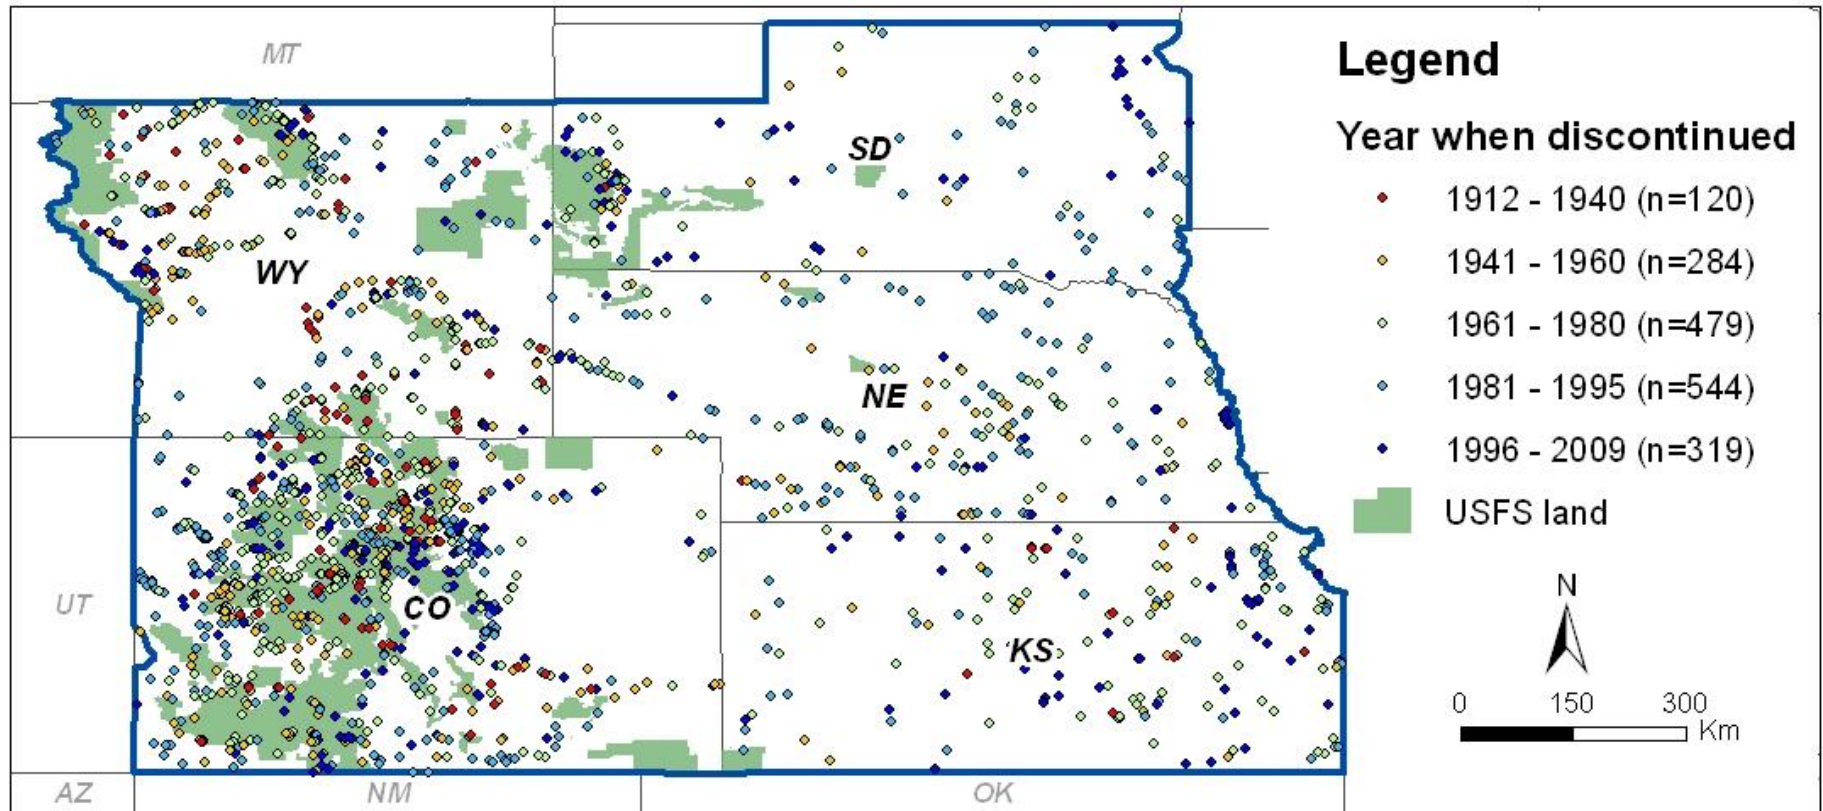 MT
SD
WY
NE
UT
CO
KS
AZ
NM
OK
Legend
Year when discontinued
1912 - 1940 (n=120)
1941 - 1960 (n=284)
1961 - 1980 (n=479)
1981 - 1995 (n=544)
1996 - 2009 (n=319)
USFS land
N
0 150 300
Km